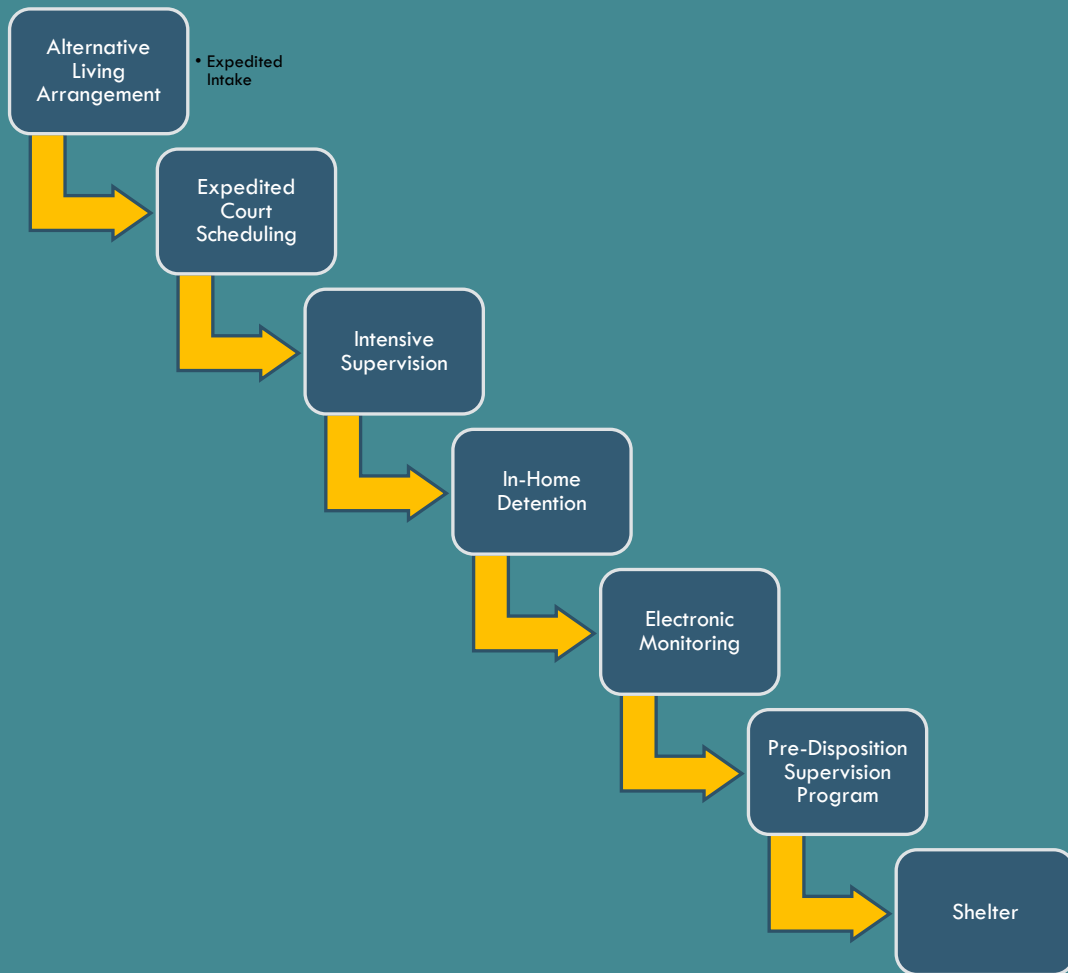 Alternative
Living
Arrangement
• Expedited
Intake
Expedited
Court
Scheduling
Intensive
Supervision
In-Home
Detention
Electronic
Monitoring
Pre-Disposition
Supervision
Program
Shelter